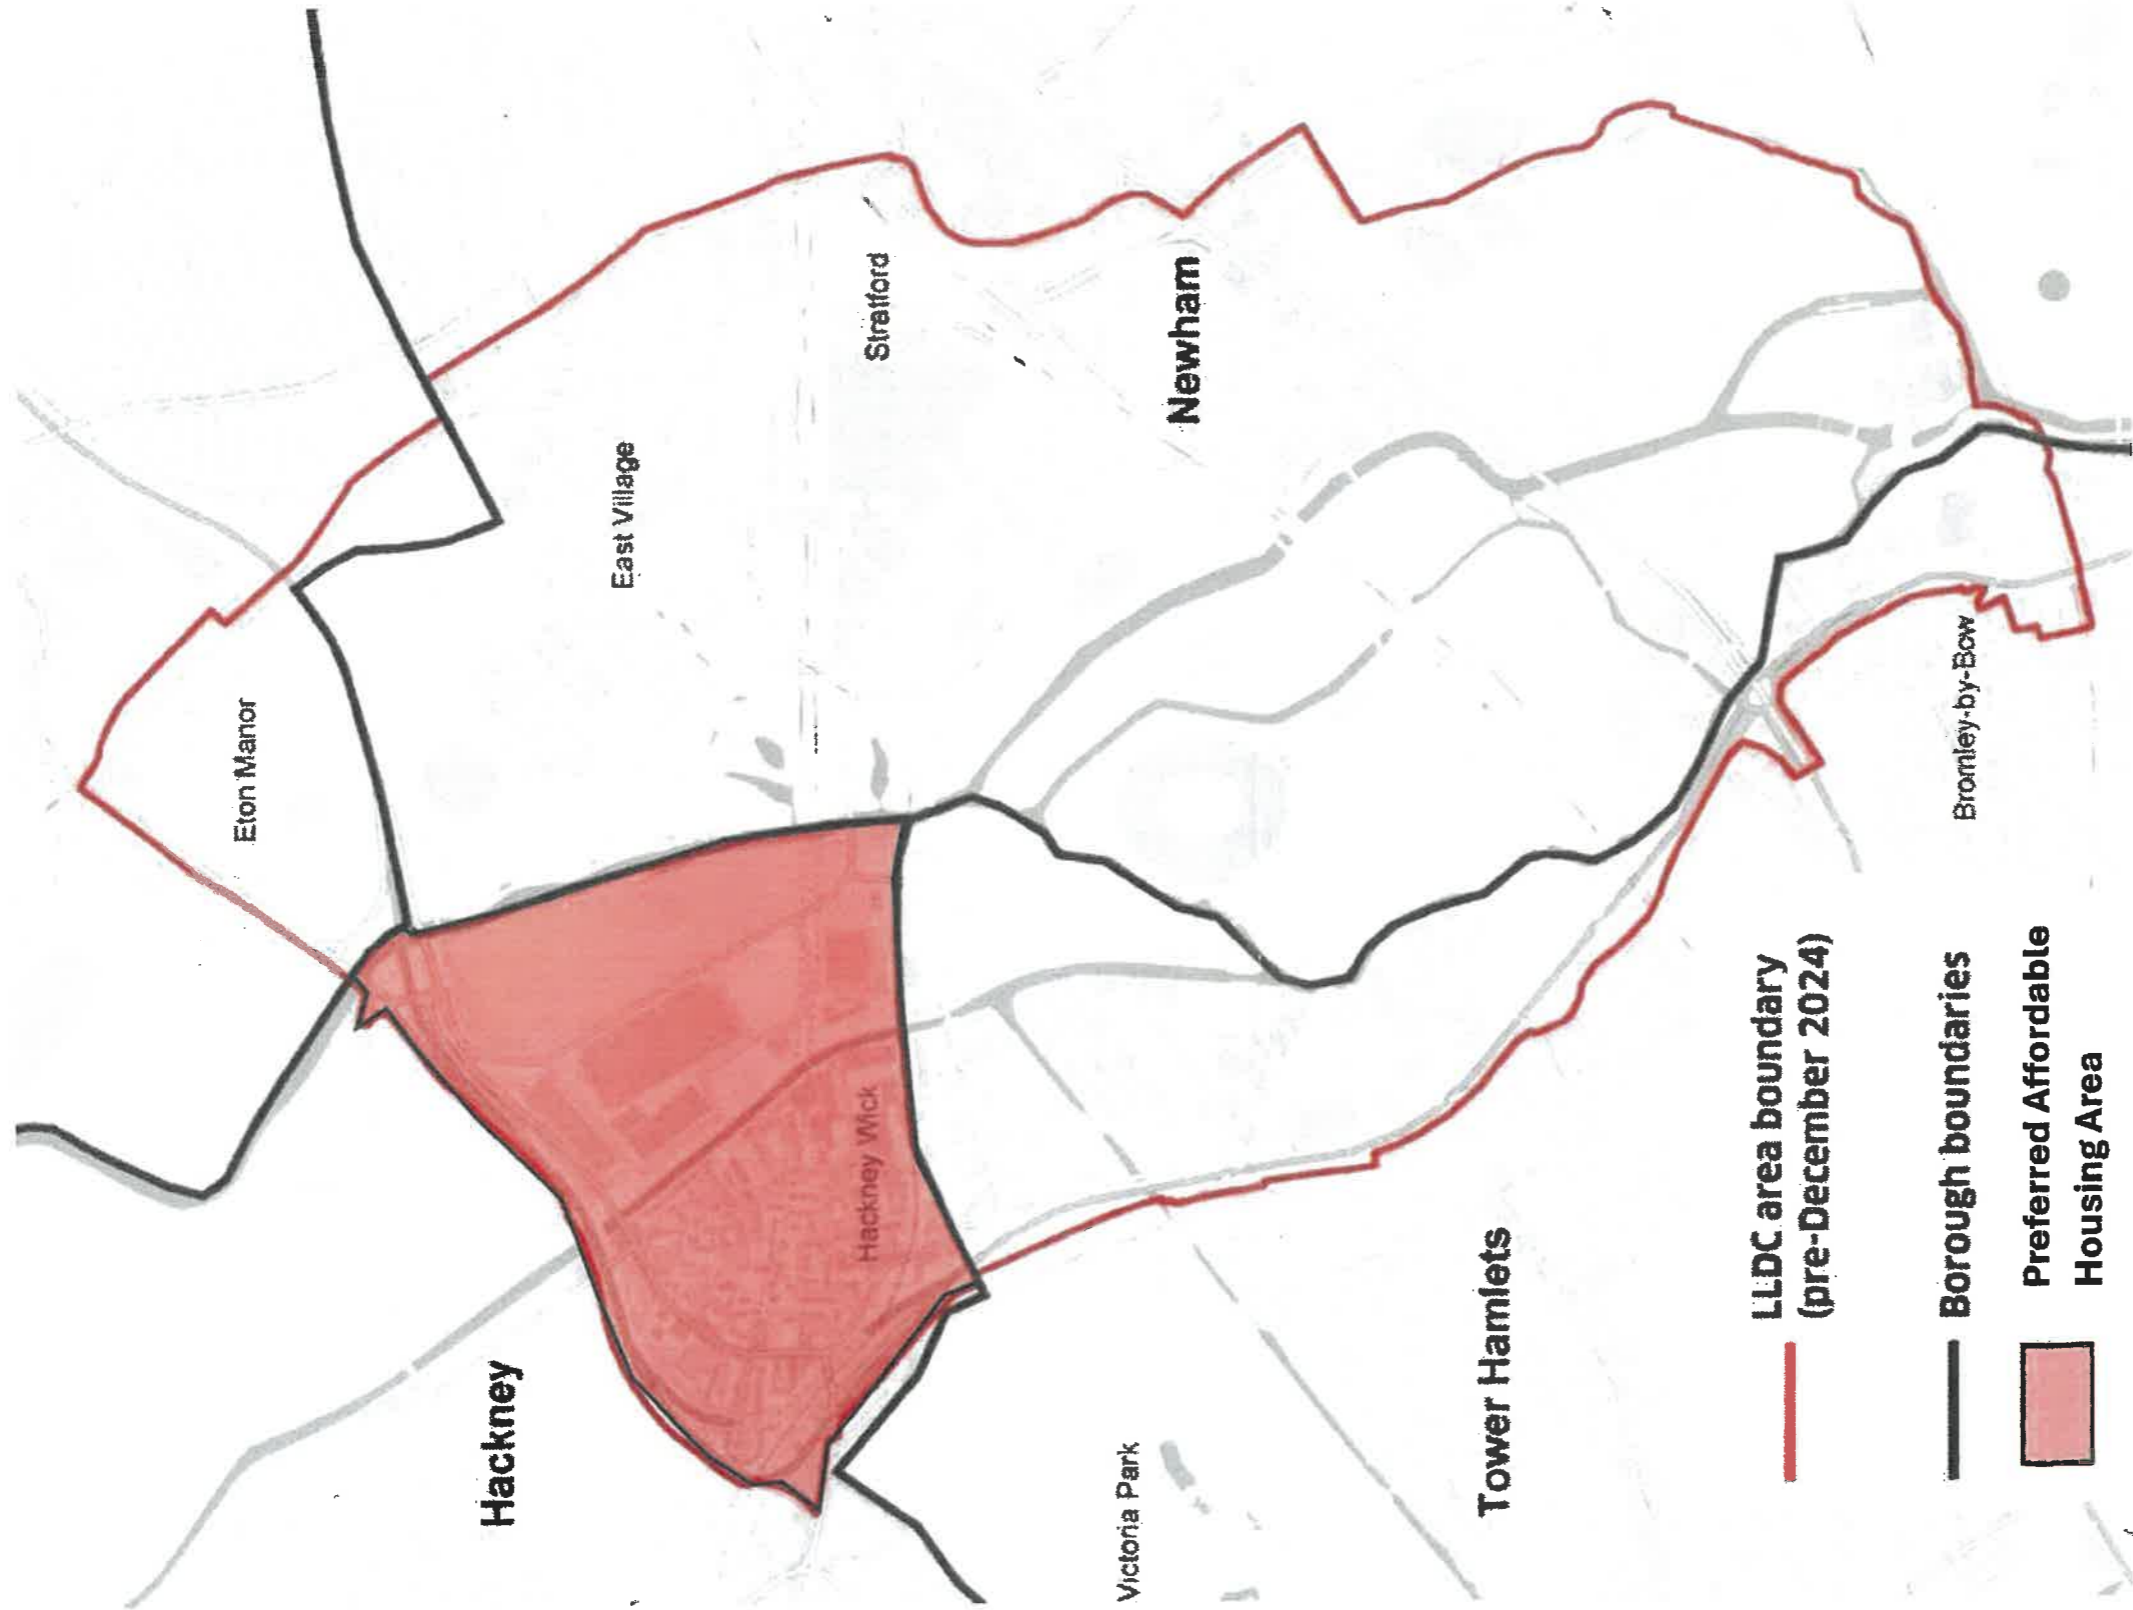 Eton Manor
East Village
Stratford
Newham
Hackney
Hackney Wick
Victoria Park
Tower Hamlets
Bromley-by-Bow
LLDC area boundary
(pre-December 2024)
Borough boundaries
Preferred Affordable
Housing Area